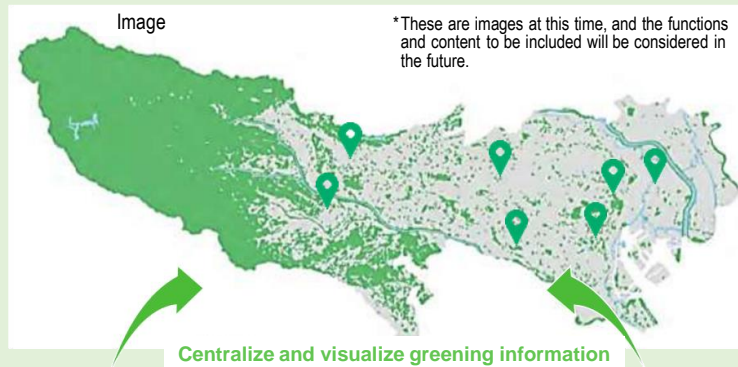 Image
*These are images at this time, and the functions
and content to be included will be considered in
the future.
Centralize and visualize greening information